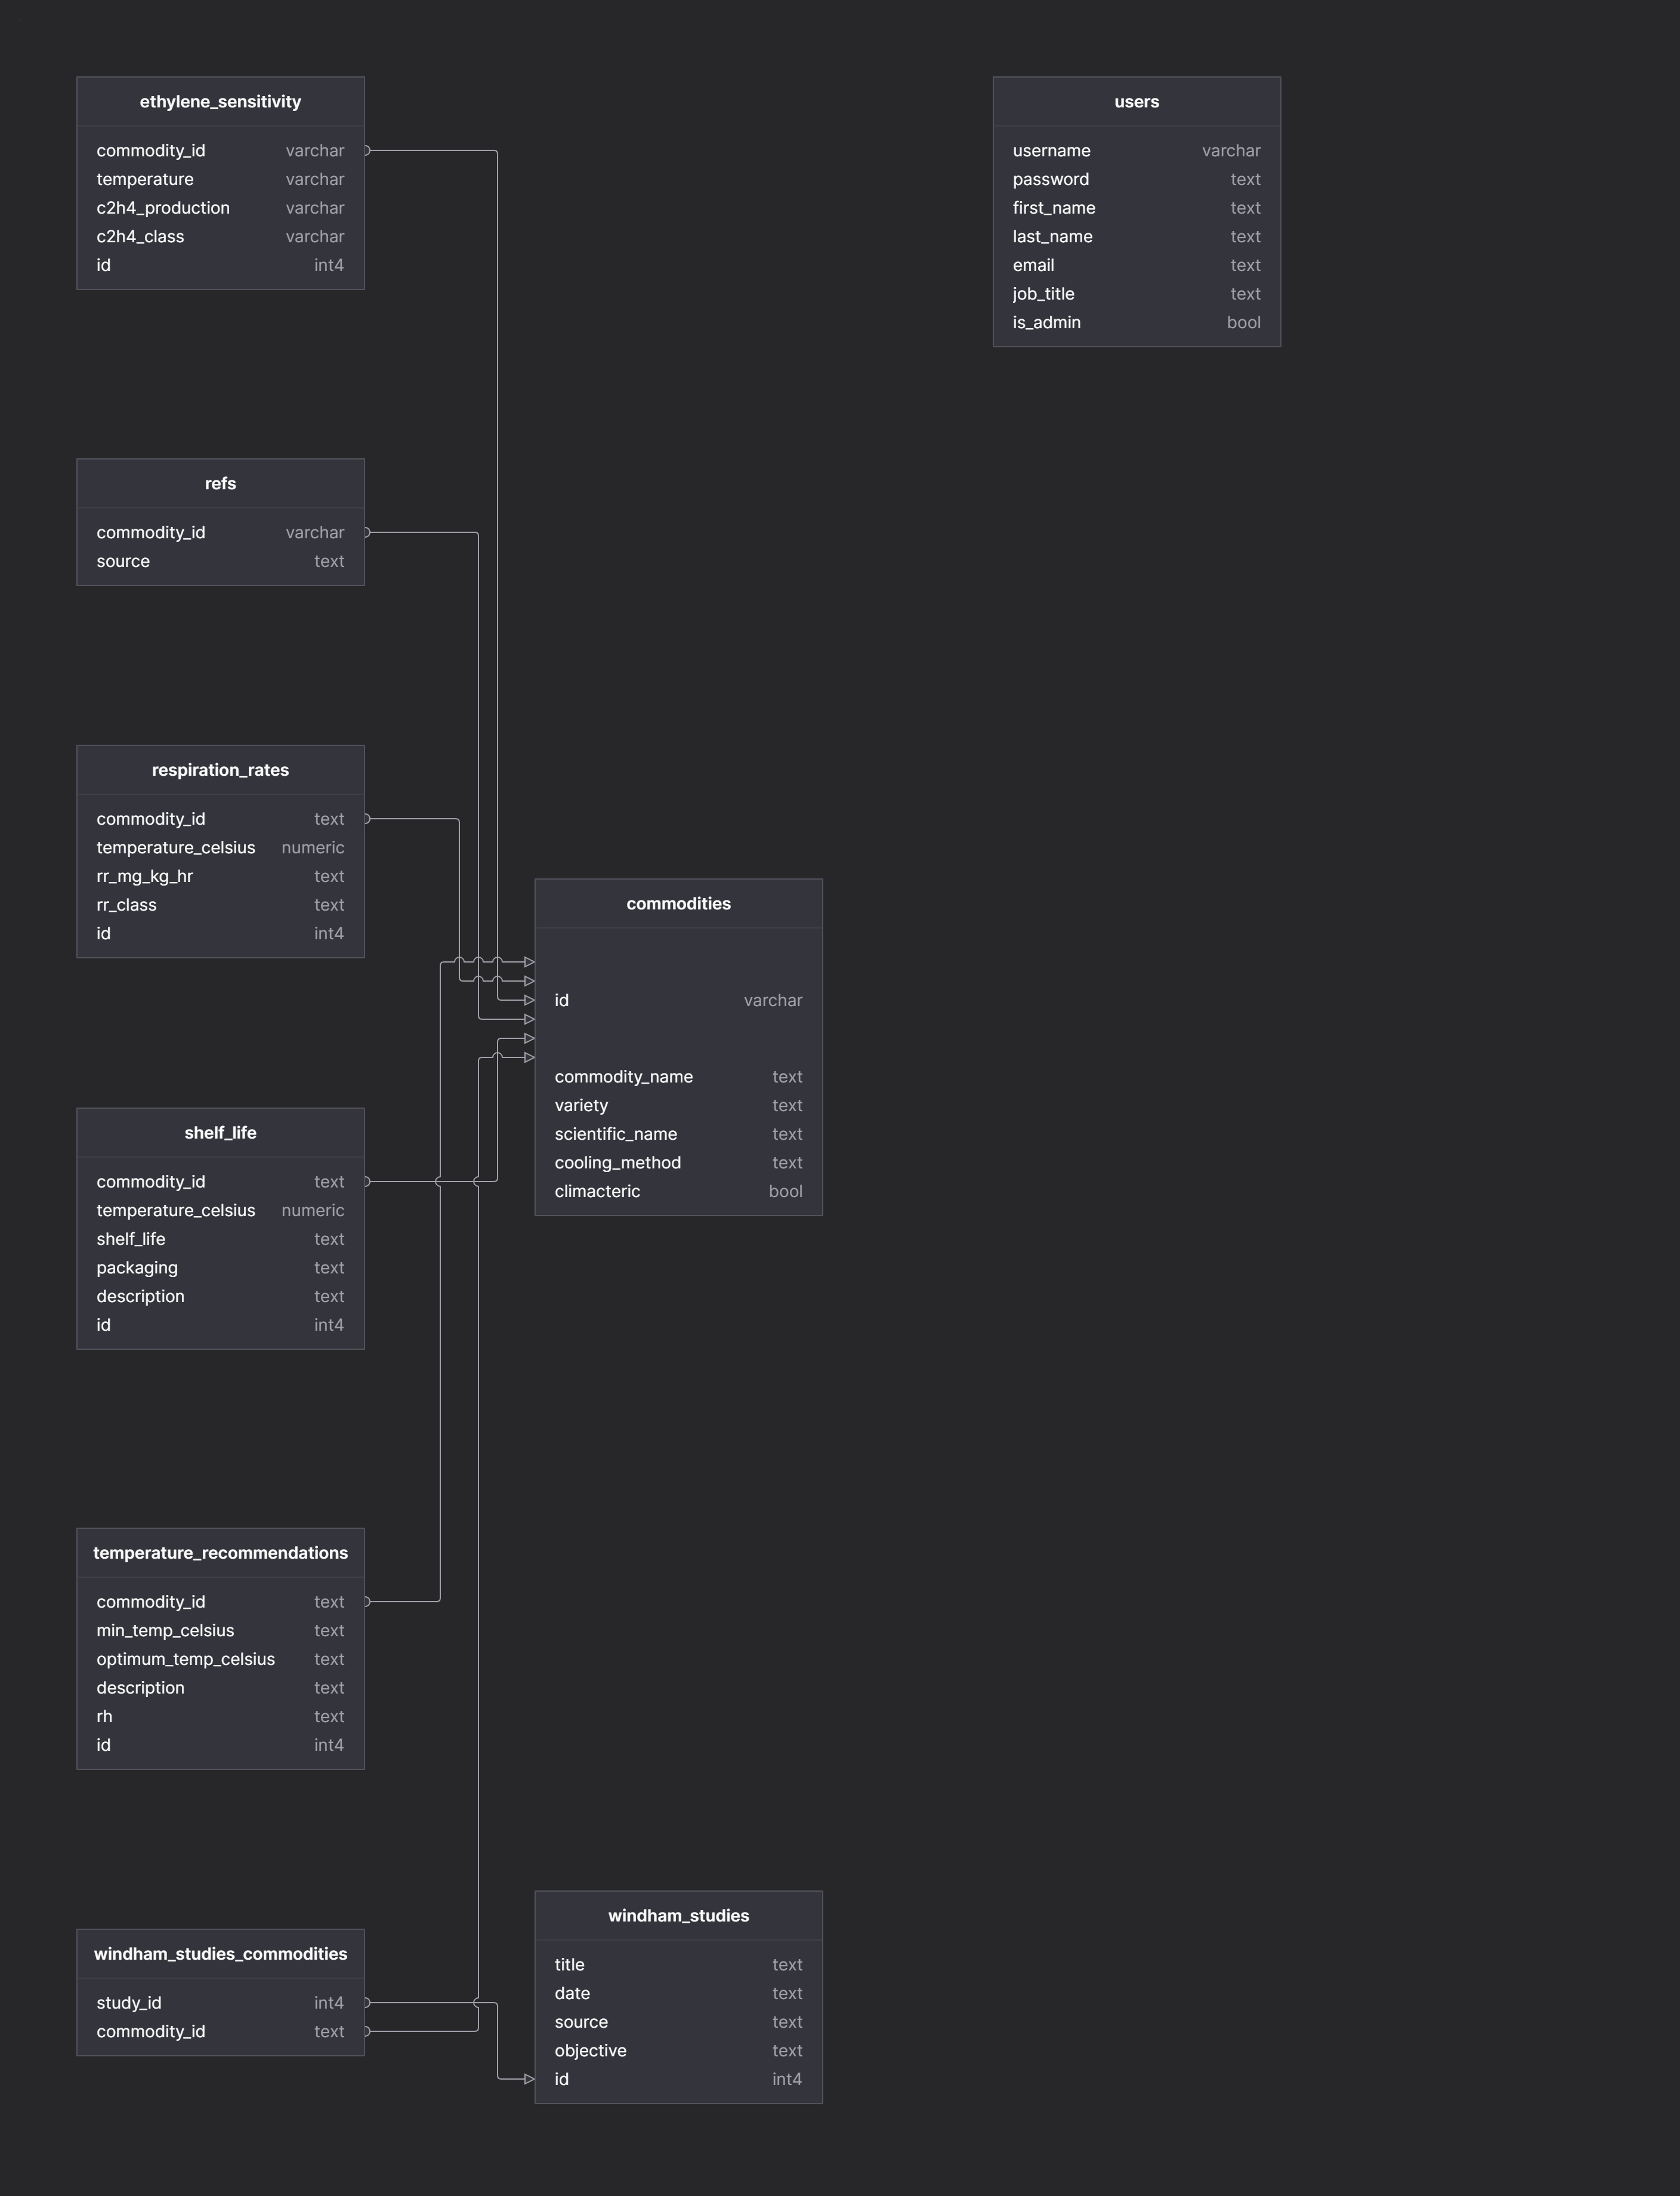 ethylene_sensitivity
commodity_id varchar
temperature varchar
c2h4_production varchar
c2h4_class varchar
id int4
users
username varchar
password text
first_name text
last_name text
email text
job_title text
is_admin bool
refs
commodity_id varchar
source text
respiration_rates
commodity_id text
temperature_celsius numeric
rr_mg_kg_hr text
rr_class text
id int4
commodities
id varchar
commodity_name text
variety text
scientific_name text
cooling_method text
climacteric bool
shelf_life
commodity_id text
temperature_celsius numeric
shelf_life text
packaging text
description text
id int4
temperature_recommendations
commodity_id text
min_temp_celsius text
optimum_temp_celsius text
description text
rh text
id int4
windham_studies_commodities
study_id int4
commodity_id text
windham_studies
title text
date text
source text
objective text
id int4